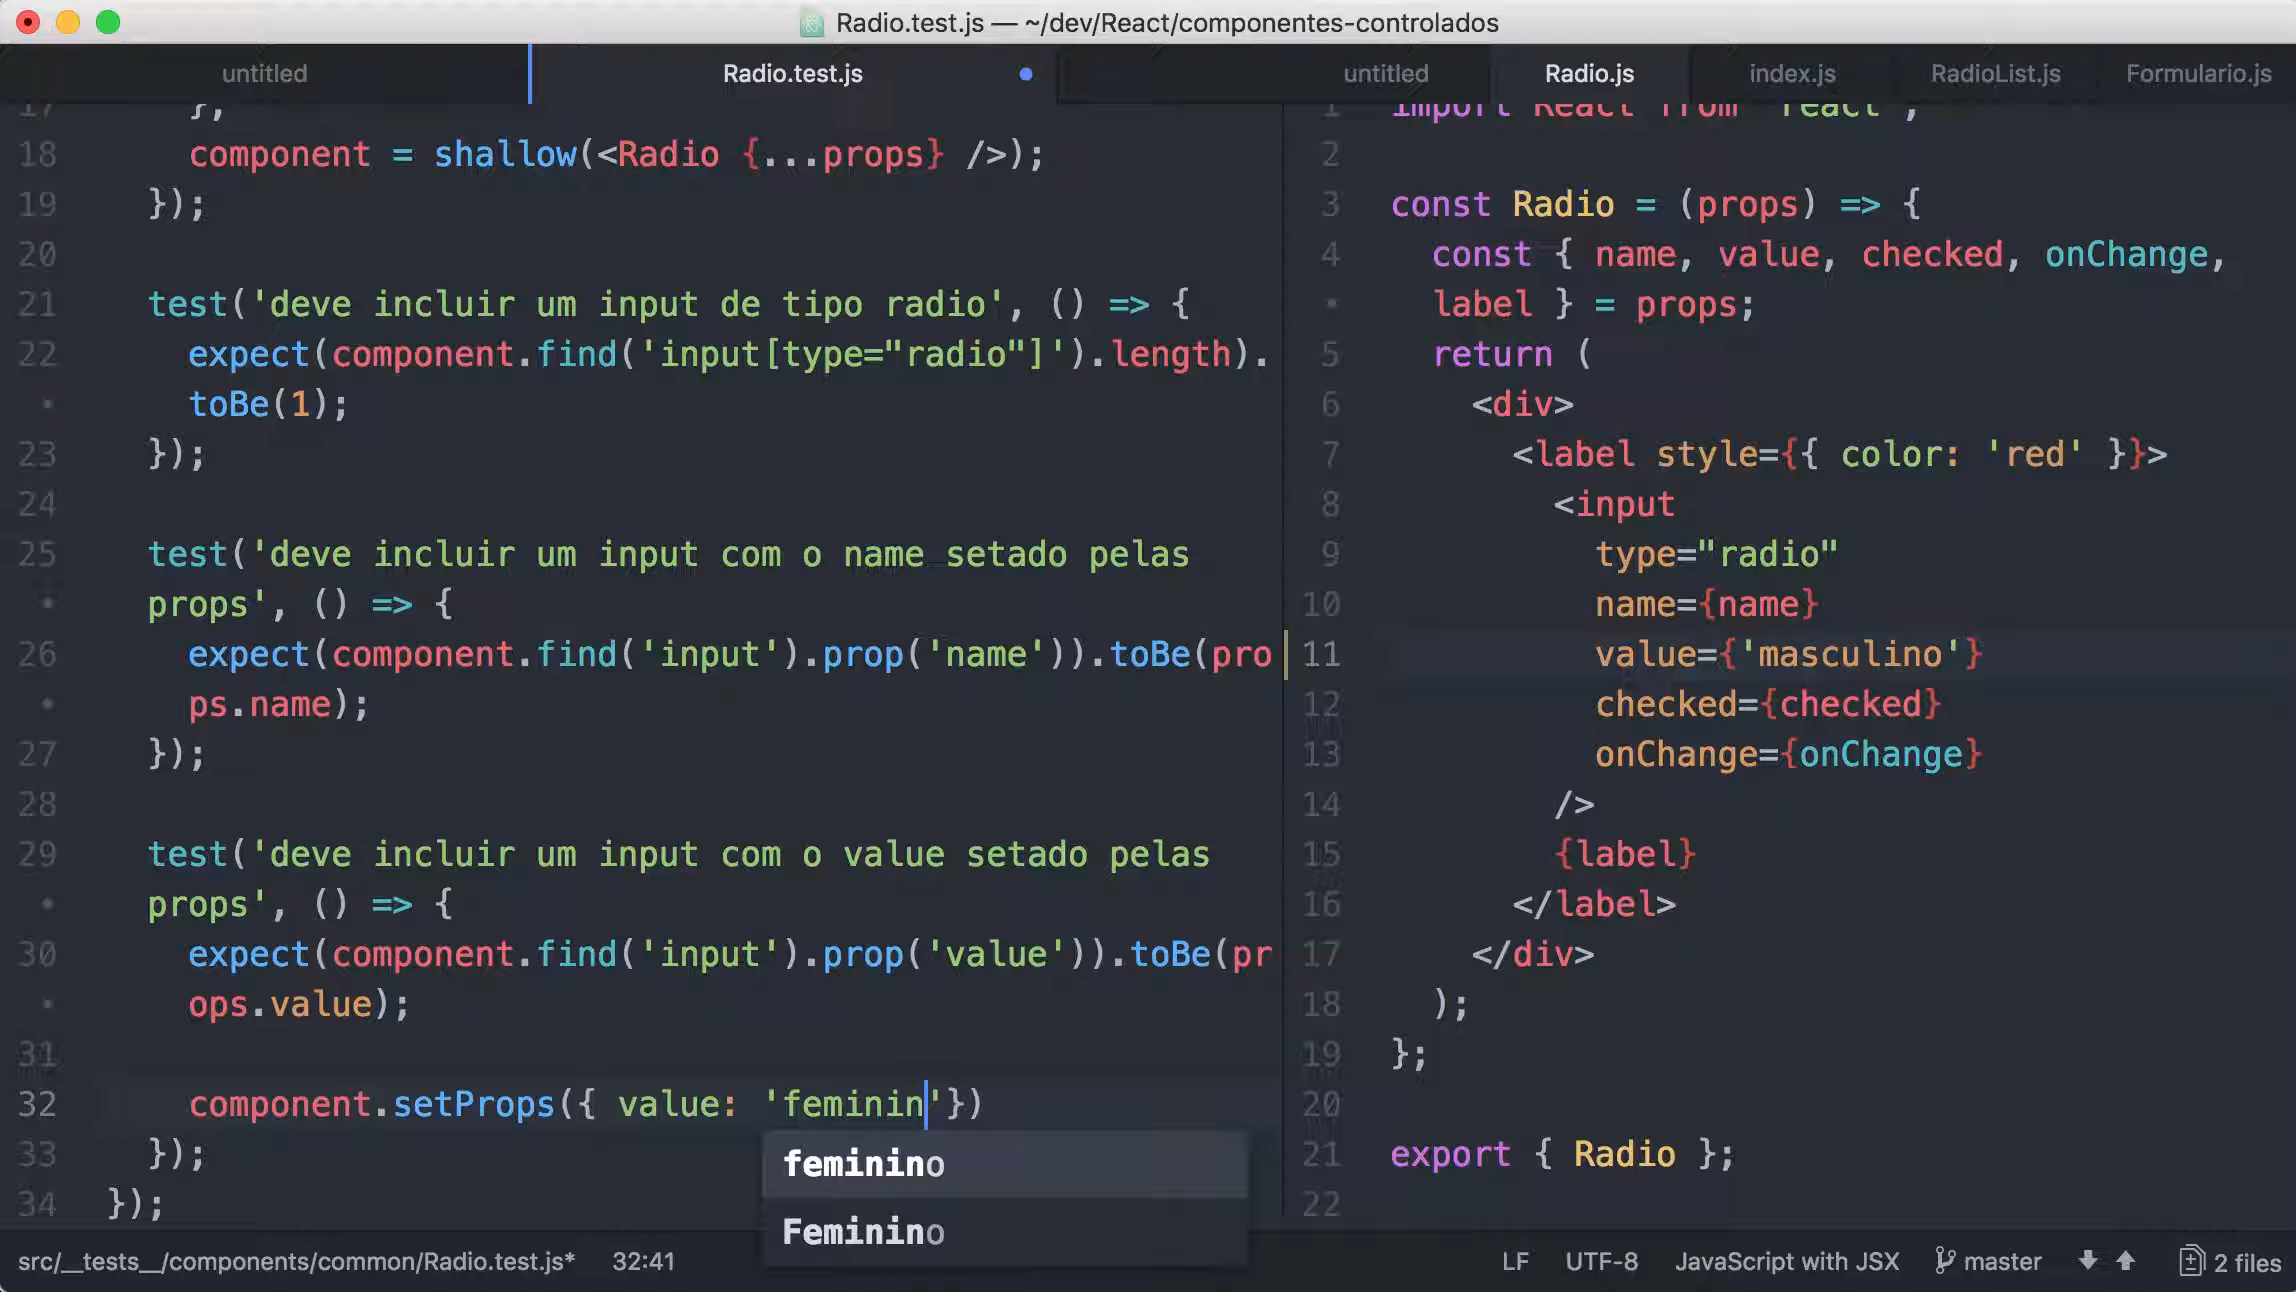 Radio.test.js — ~/dev/React/componentes-controlados
untitled
Radio.test.js
untitled
Radio.js
index.js
RadioList.js
Formulario.js
17 },
18 component = shallow(<Radio {...props} />);
19 });
20
21 test('deve incluir um input de tipo radio', () => {
22 expect(component.find('input[type="radio"]').length).
• toBe(1);
23 });
24
25 test('deve incluir um input com o name setado pelas
• props', () => {
26 expect(component.find('input').prop('name')).toBe(pro
• ps.name);
27 });
28
29 test('deve incluir um input com o value setado pelas
• props', () => {
30 expect(component.find('input').prop('value')).toBe(pr
• ops.value);
31
32 component.setProps({ value: 'feminin'})
33 });
34 });
feminino
Feminino
1 import React from 'react';
2
3 const Radio = (props) => {
4 const { name, value, checked, onChange,
• label } = props;
5 return (
6 <div>
7 <label style={{ color: 'red' }}>
8 <input
9 type="radio"
10 name={name}
11 value={'masculino'}
12 checked={checked}
13 onChange={onChange}
14 />
15 {label}
16 </label>
17 </div>
18 );
19 };
20
21 export { Radio };
22
src/__tests__/components/common/Radio.test.js* 32:41
LF UTF-8 JavaScript with JSX master 2 files